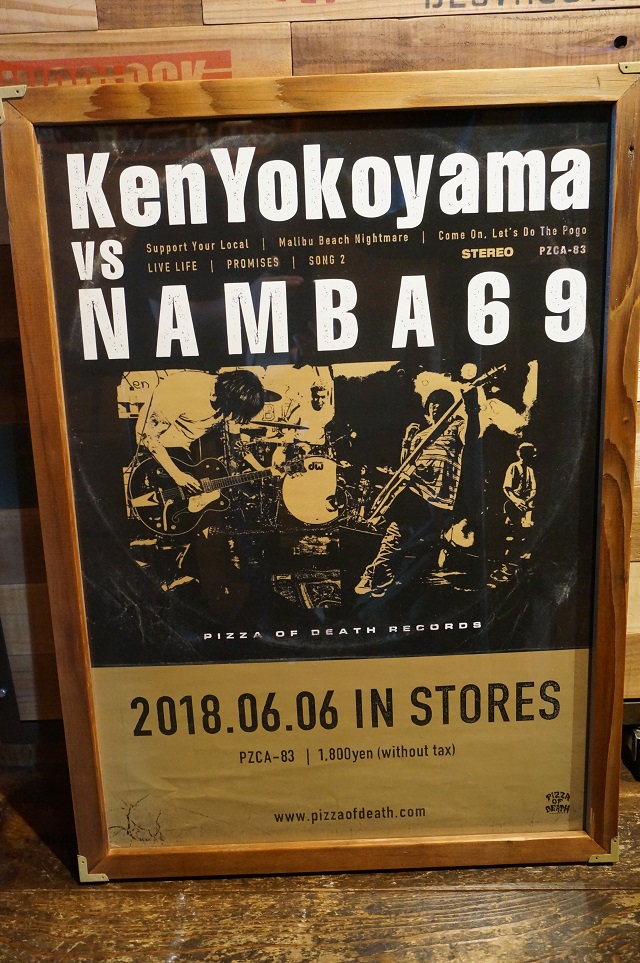 KenYokoyama
VS
Support Your Local | Malibu Beach Nightmare | Come On, Let's Do The Pogo
LIVE LIFE | PROMISES | SONG 2
STEREO PZCA-83
NAMBA69
PIZZA OF DEATH RECORDS
2018.06.06 IN STORES
PZCA-83 | 1,800yen (without tax)
www.pizzaofdeath.com
PIZZA
OF
DEATH